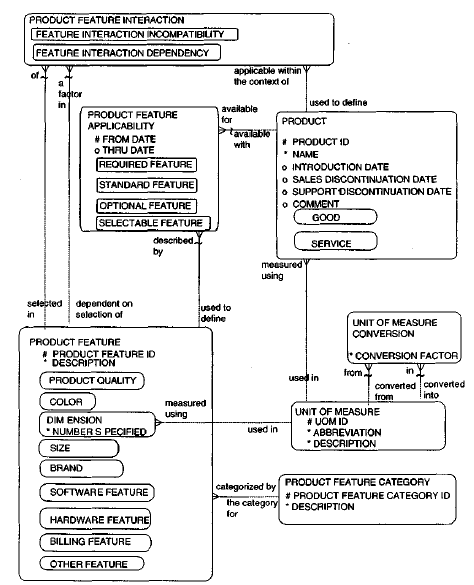 PRODUCT FEATURE INTERACTION
FEATURE INTERACTION INCOMPATIBILITY
FEATURE INTERACTION DEPENDENCY
of
a
factor
in
applicable within
the context of
used to define
PRODUCT FEATURE
APPLICABILITY
# FROM DATE
o THRU DATE
REQUIRED FEATURE
STANDARD FEATURE
OPTIONAL FEATURE
SELECTABLE FEATURE
available
for
available
with
PRODUCT
# PRODUCT ID
* NAME
o INTRODUCTION DATE
o SALES DISCONTINUATION DATE
o SUPPORT DISCONTINUATION DATE
o COMMENT
GOOD
SERVICE
described
by
measured
using
selected
in
dependent on
selection of
used to
define
PRODUCT FEATURE
# PRODUCT FEATURE ID
* DESCRIPTION
PRODUCT QUALITY
COLOR
DIM ENSION
* NUMBER S PECIFIED
SIZE
BRAND
SOFTWARE FEATURE
HARDWARE FEATURE
BILLING FEATURE
OTHER FEATURE
measured
using
used in
used in
UNIT OF MEASURE
CONVERSION
* CONVERSION FACTOR
from
in
converted
from
converted
into
UNIT OF MEASURE
# UOM ID
* ABBREVIATION
* DESCRIPTION
categorized by
the category
for
PRODUCT FEATURE CATEGORY
# PRODUCT FEATURE CATEGORY ID
* DESCRIPTION